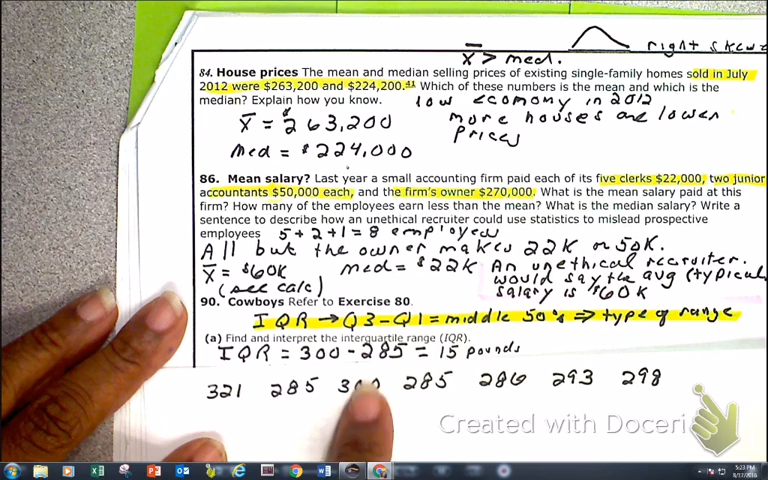 x̄ > med. right skew
84. House prices The mean and median selling prices of existing single-family homes sold in July
2012 were $263,200 and $224,200.41 Which of these numbers is the mean and which is the
median? Explain how you know.
low economy in 2012
x̄ = $263,200 more houses are lower
prices
med = $224,000
86. Mean salary? Last year a small accounting firm paid each of its five clerks $22,000, two junior
accountants $50,000 each, and the firm's owner $270,000. What is the mean salary paid at this
firm? How many of the employees earn less than the mean? What is the median salary? Write a
sentence to describe how an unethical recruiter could use statistics to mislead prospective
employees 5+2+1=8 employed
All but the owner makes 22K or 50K.
x̄ = $60K med = $22K An unethical recruiter.
(see calc) would say the avg (typical
salary is $60K
90. Cowboys Refer to Exercise 80.
IQR → Q3-Q1 = middle 50% ⇒ type of range
(a) Find and interpret the interquartile range (IQR).
IQR = 300 - 285 = 15 pounds
321 285 300 285 286 293 298
Created with Doceri
5:23 PM
8/17/2016